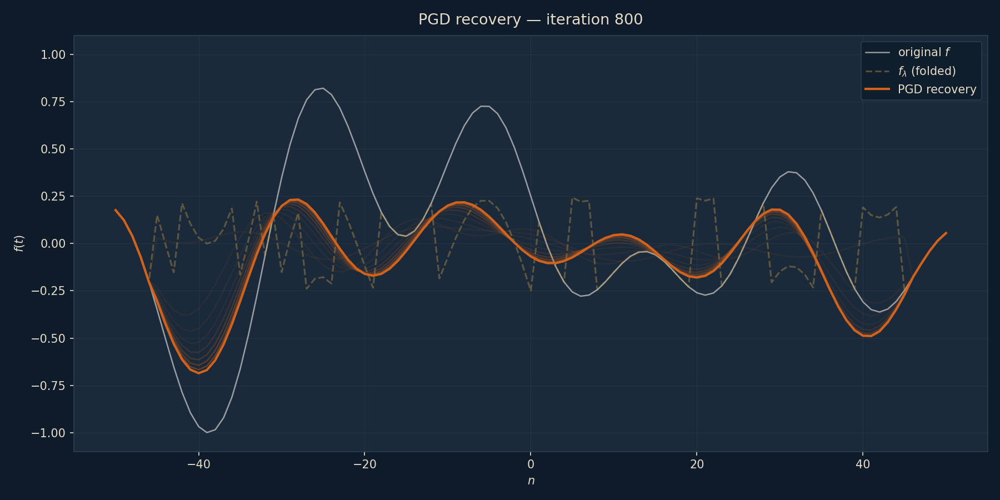 PGD recovery — iteration 800
original f
fλ (folded)
PGD recovery
1.00
0.75
0.50
0.25
0.00
−0.25
−0.50
−0.75
−1.00
f(t)
−40
−20
0
20
40
n